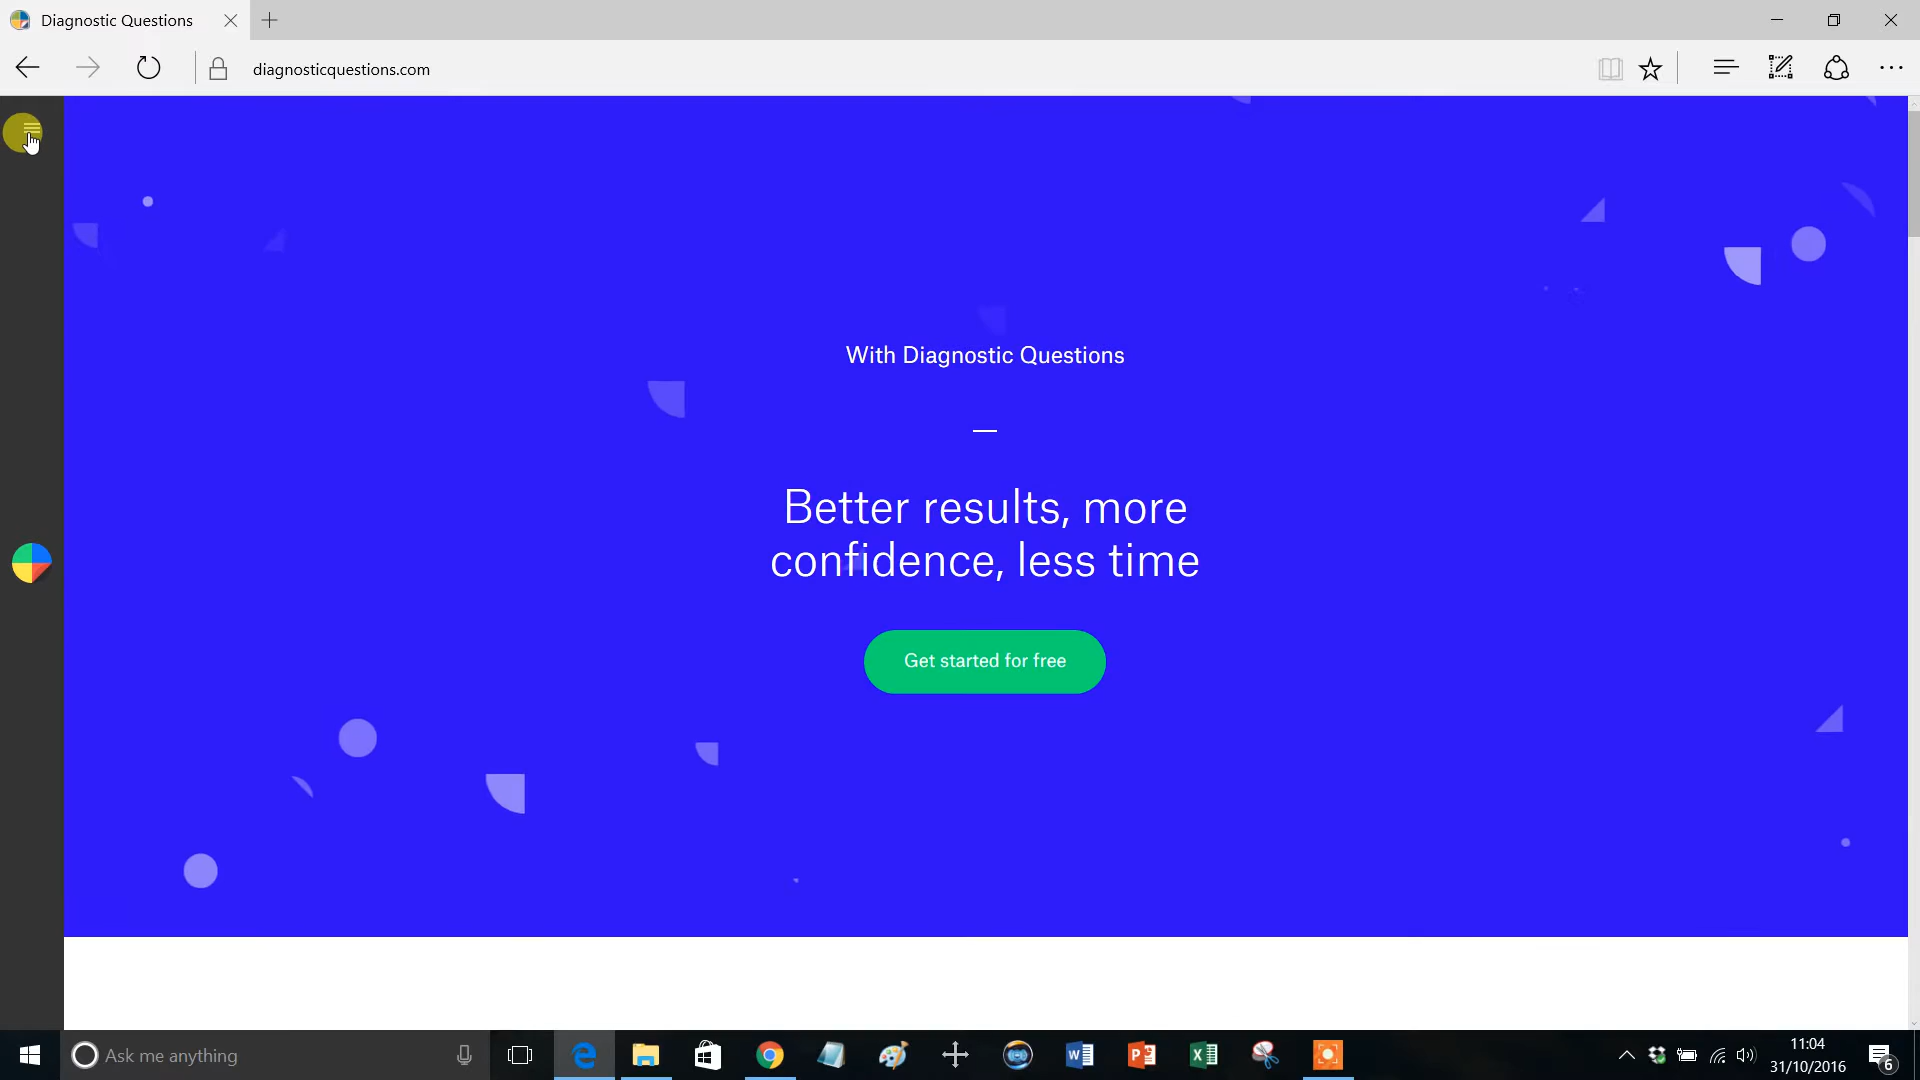 Diagnostic Questions
diagnosticquestions.com
With Diagnostic Questions
Better results, more
confidence, less time
Get started for free
Ask me anything
11:04
31/10/2016
6